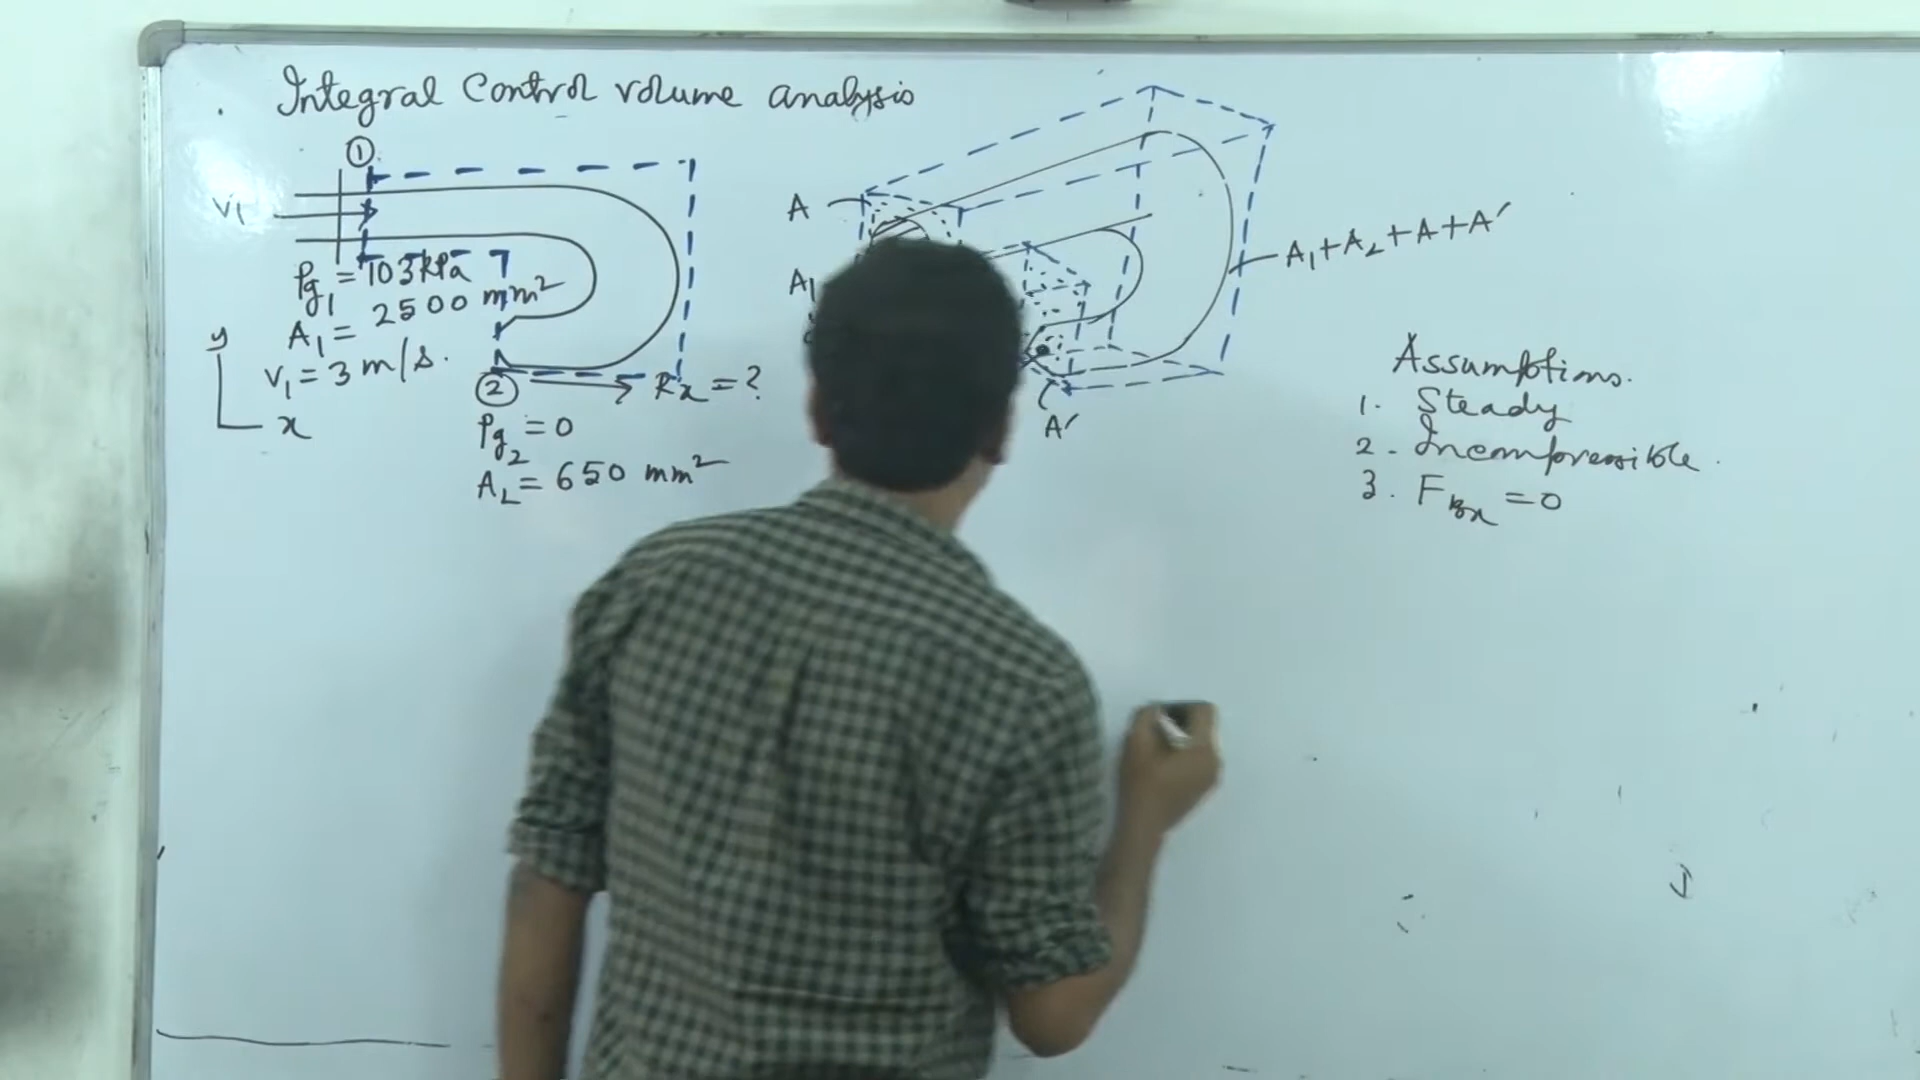 Integral Control volume analysis
1
V1
Pg1 = 103 kPa
A1 = 2500 mm²
V1 = 3 m/s.
y
x
2
Rx = ?
Pg2 = 0
A2 = 650 mm²
A
A1
A'
A1+A2+A+A'
Assumptions.
1. Steady
2. Incompressible.
3. FBx = 0